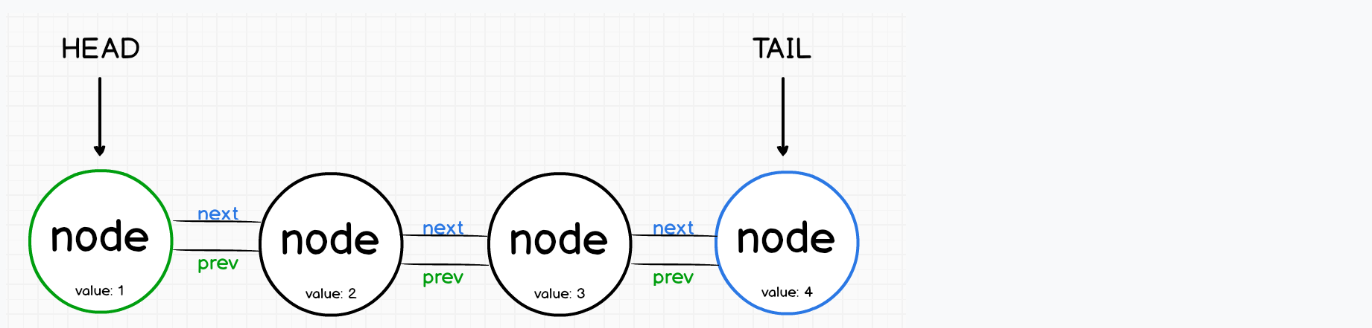 HEAD
TAIL
node
next
prev
value: 1
node
next
prev
value: 2
node
next
prev
value: 3
node
value: 4